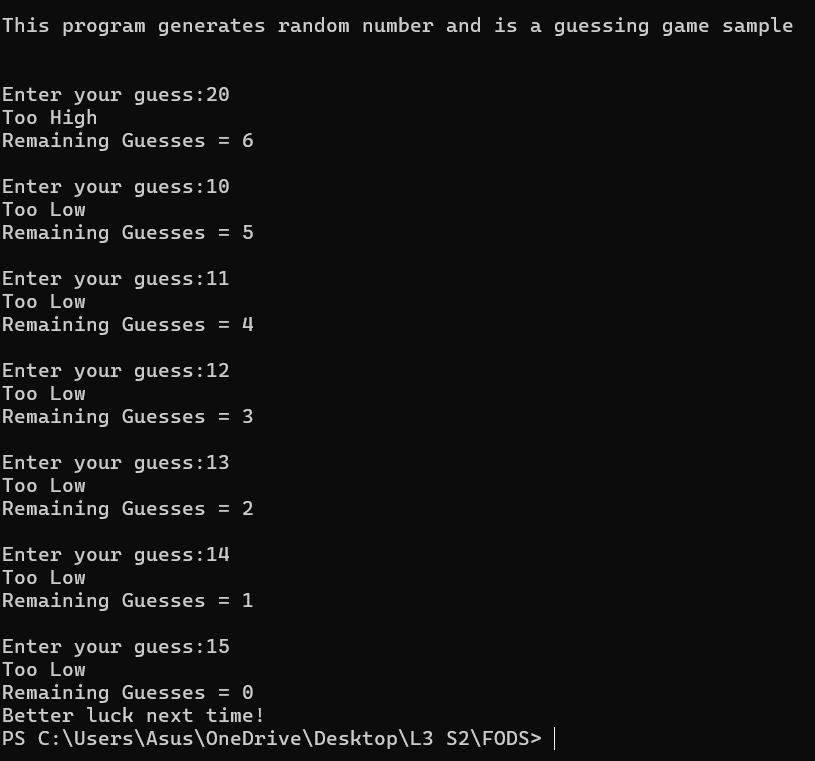 This program generates random number and is a guessing game sample
Enter your guess:20
Too High
Remaining Guesses = 6
Enter your guess:10
Too Low
Remaining Guesses = 5
Enter your guess:11
Too Low
Remaining Guesses = 4
Enter your guess:12
Too Low
Remaining Guesses = 3
Enter your guess:13
Too Low
Remaining Guesses = 2
Enter your guess:14
Too Low
Remaining Guesses = 1
Enter your guess:15
Too Low
Remaining Guesses = 0
Better luck next time!
PS C:\Users\Asus\OneDrive\Desktop\L3 S2\FODS>